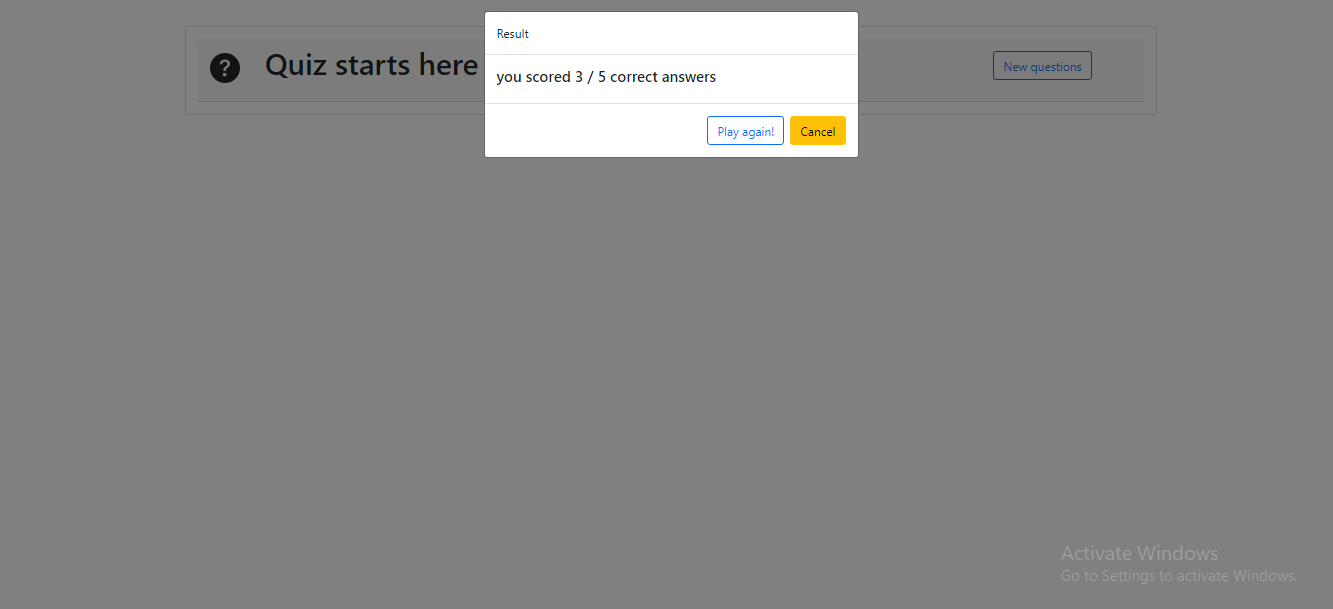 Result
Quiz starts here
?
New questions
you scored 3 / 5 correct answers
Play again!
Cancel
Activate Windows
Go to Settings to activate Windows.